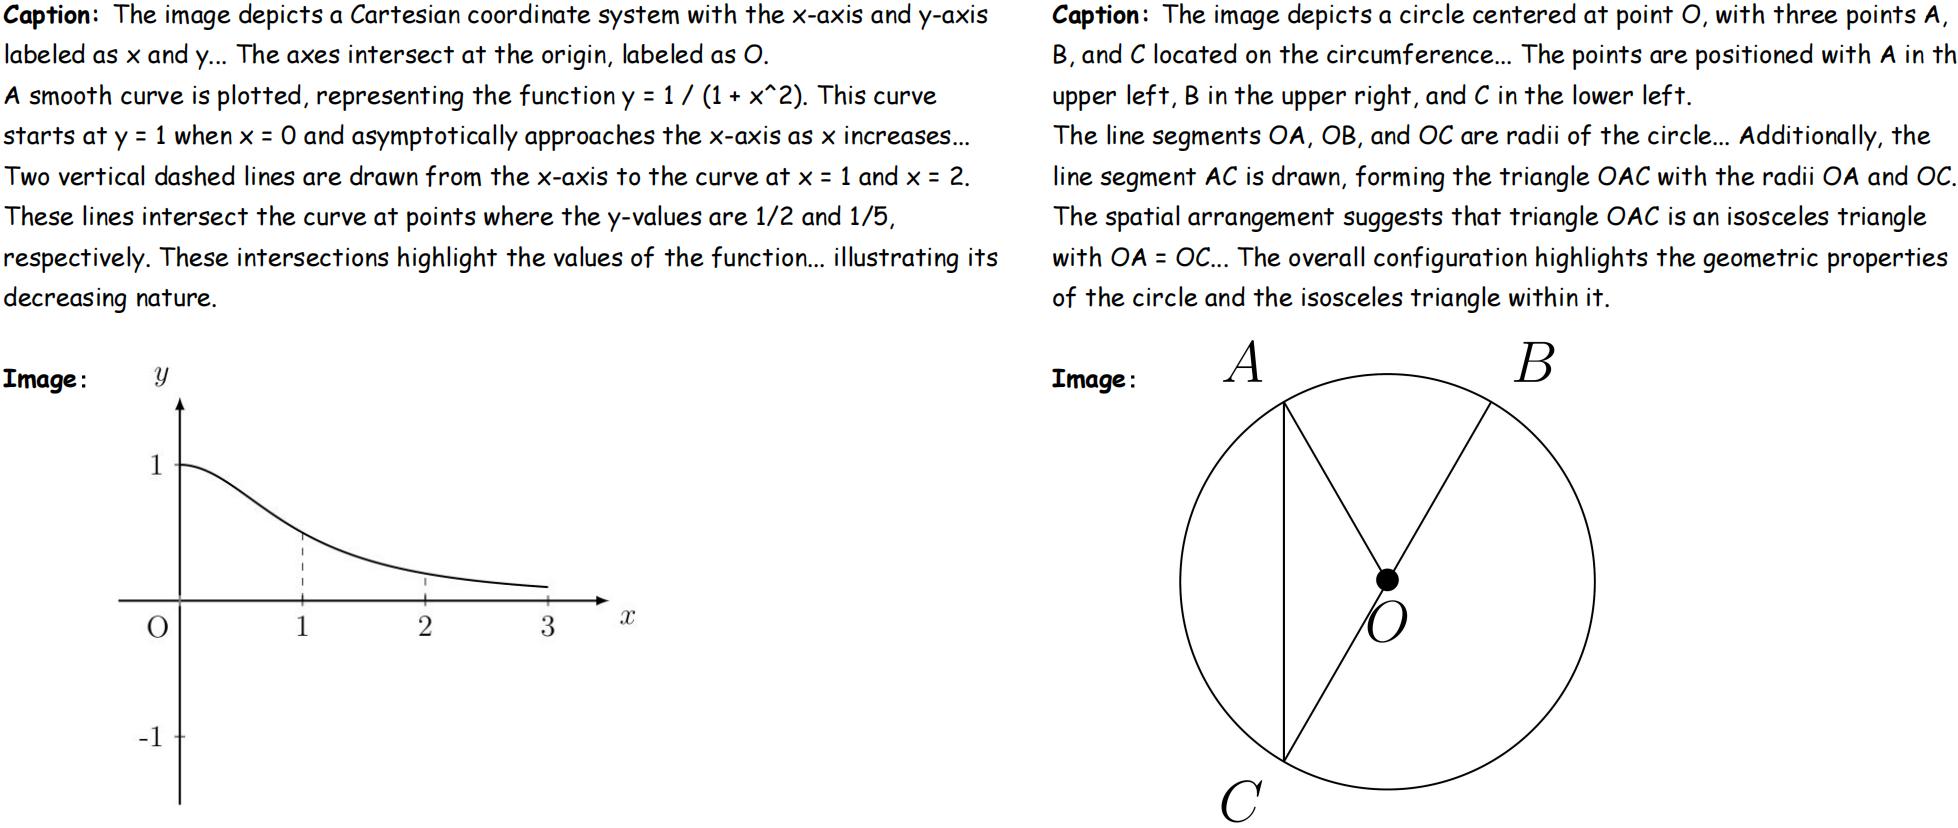 Caption: The image depicts a Cartesian coordinate system with the x-axis and y-axis
labeled as x and y... The axes intersect at the origin, labeled as O.
A smooth curve is plotted, representing the function y = 1 / (1 + x^2). This curve
starts at y = 1 when x = 0 and asymptotically approaches the x-axis as x increases...
Two vertical dashed lines are drawn from the x-axis to the curve at x = 1 and x = 2.
These lines intersect the curve at points where the y-values are 1/2 and 1/5,
respectively. These intersections highlight the values of the function... illustrating its
decreasing nature.
Image:
y
1
O
1
2
3
x
-1
Caption: The image depicts a circle centered at point O, with three points A,
B, and C located on the circumference... The points are positioned with A in th
upper left, B in the upper right, and C in the lower left.
The line segments OA, OB, and OC are radii of the circle... Additionally, the
line segment AC is drawn, forming the triangle OAC with the radii OA and OC.
The spatial arrangement suggests that triangle OAC is an isosceles triangle
with OA = OC... The overall configuration highlights the geometric properties
of the circle and the isosceles triangle within it.
Image:
A
B
O
C